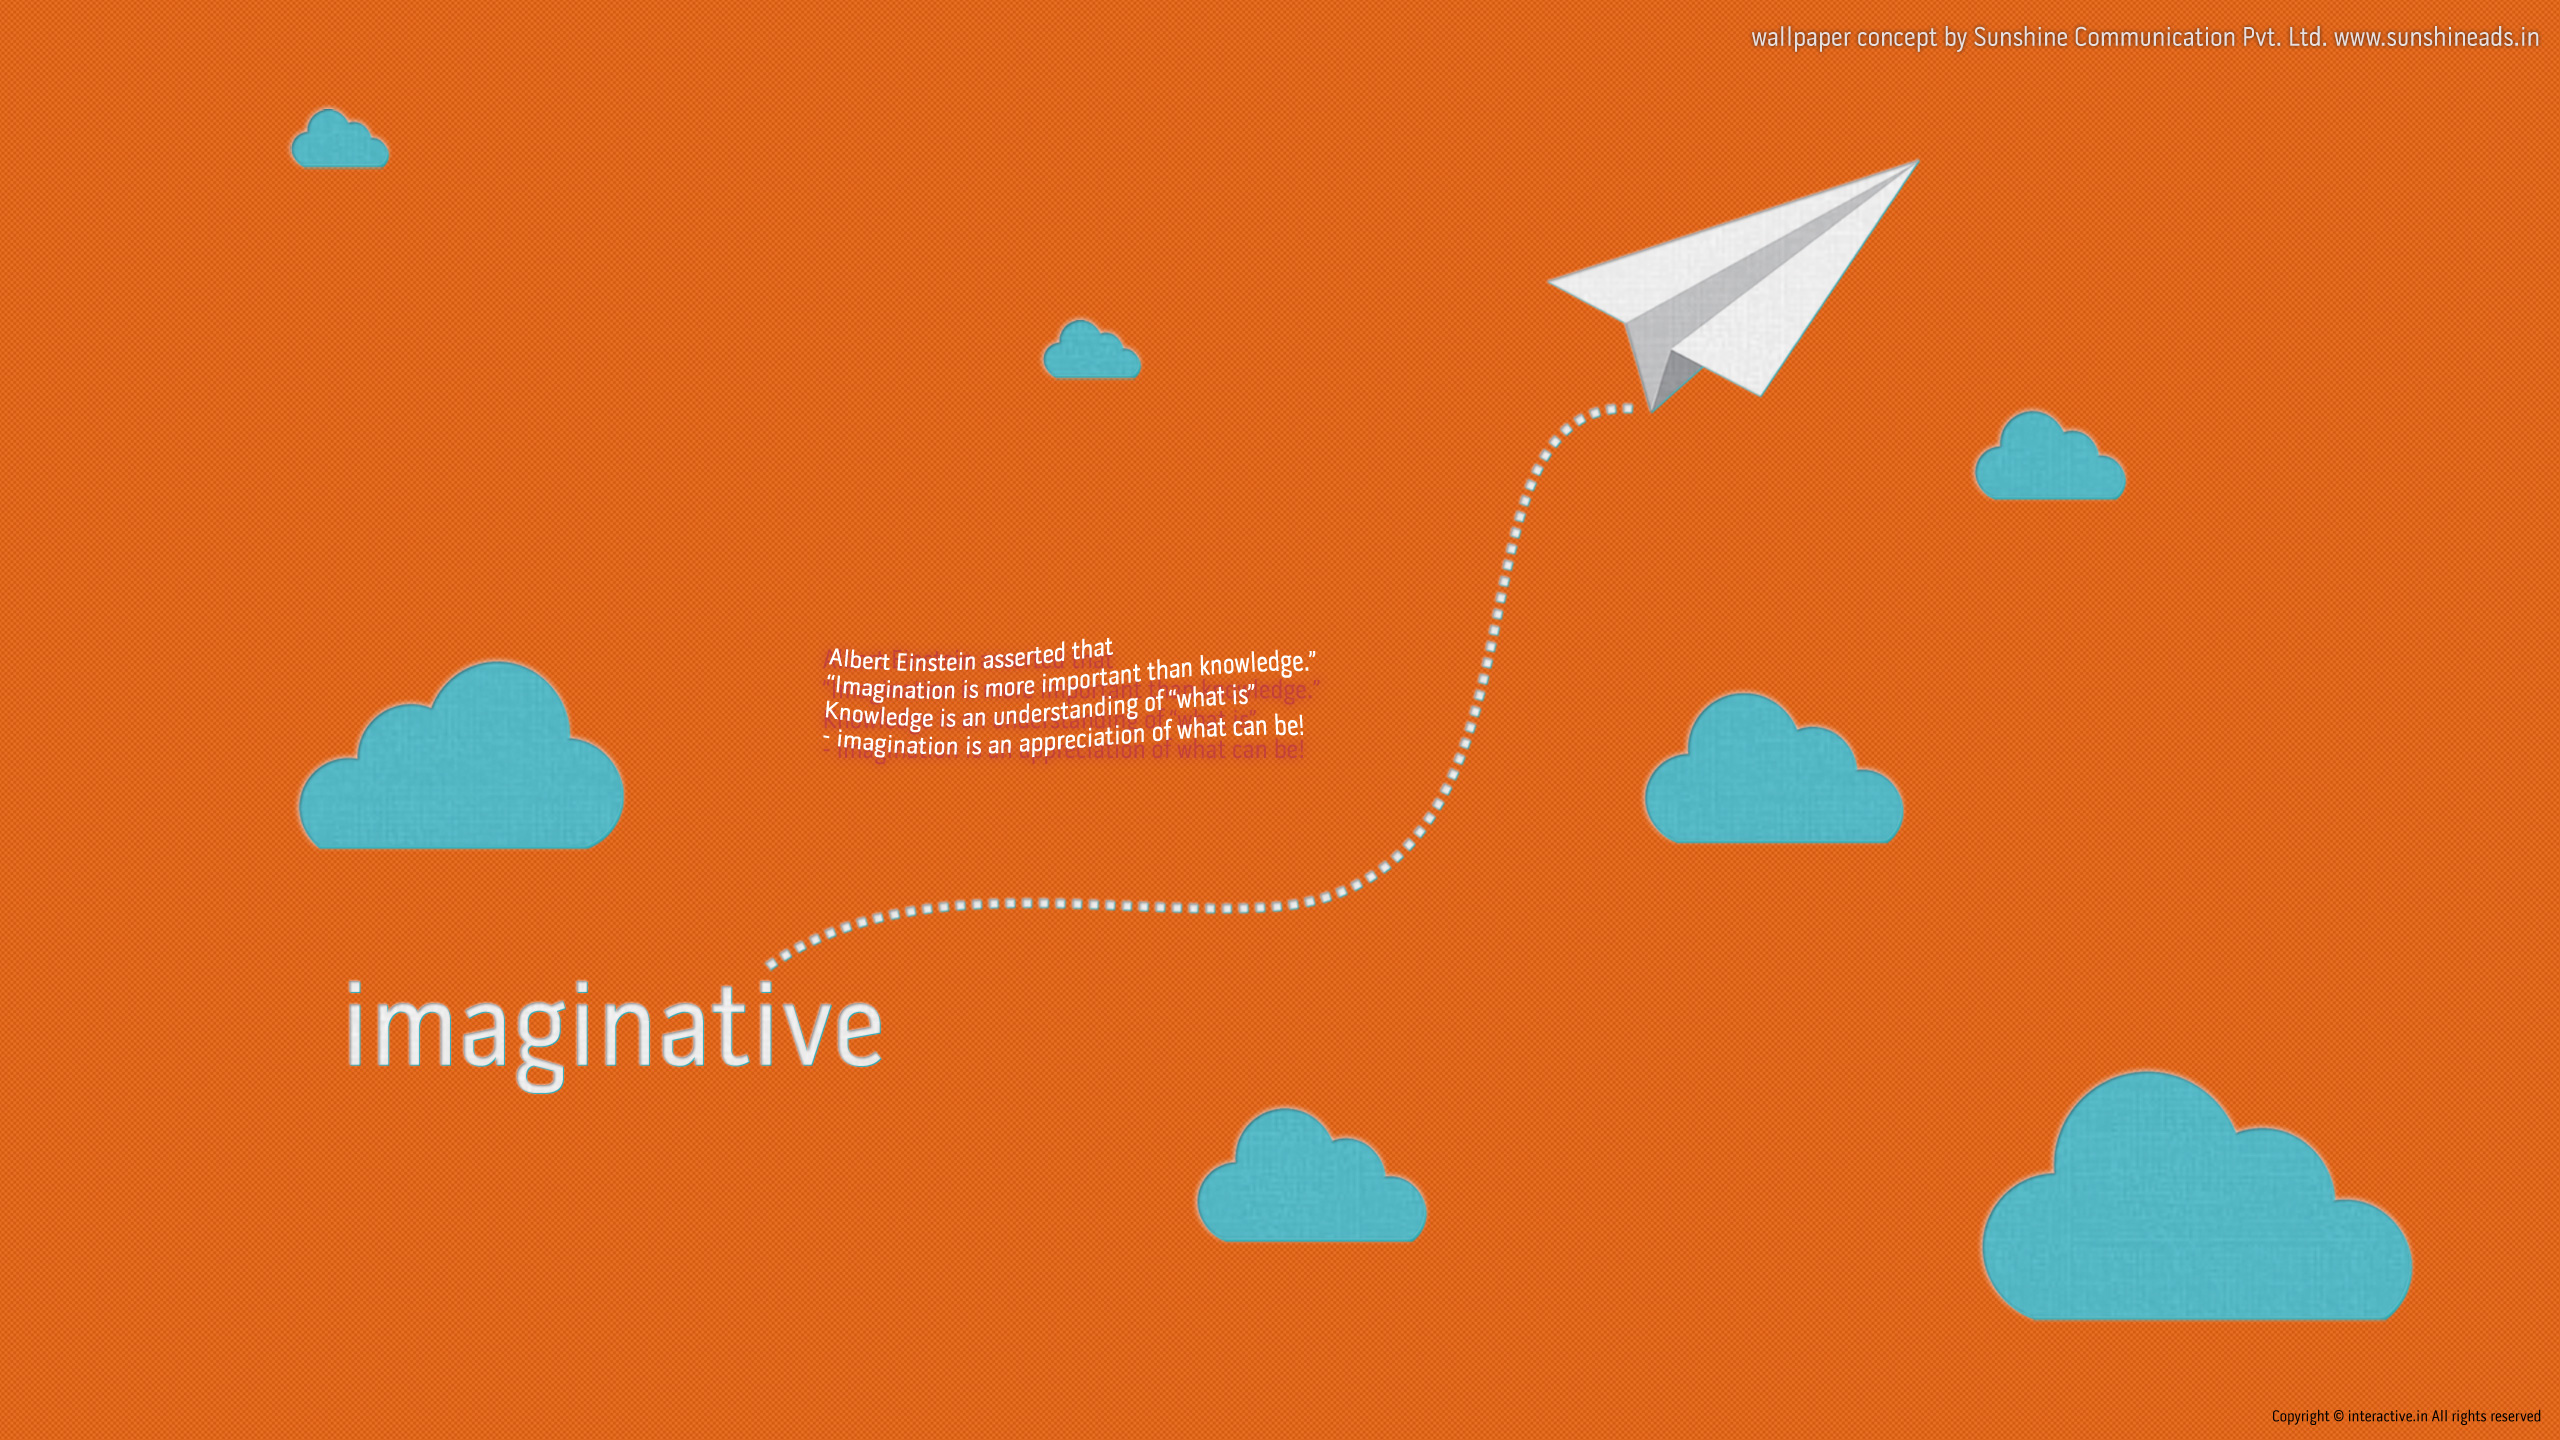 wallpaper concept by Sunshine Communication Pvt. Ltd. www.sunshineads.in
Albert Einstein asserted that
“Imagination is more important than knowledge.”
Knowledge is an understanding of “what is”
- imagination is an appreciation of what can be!
imaginative
Copyright © interactive.in All rights reserved